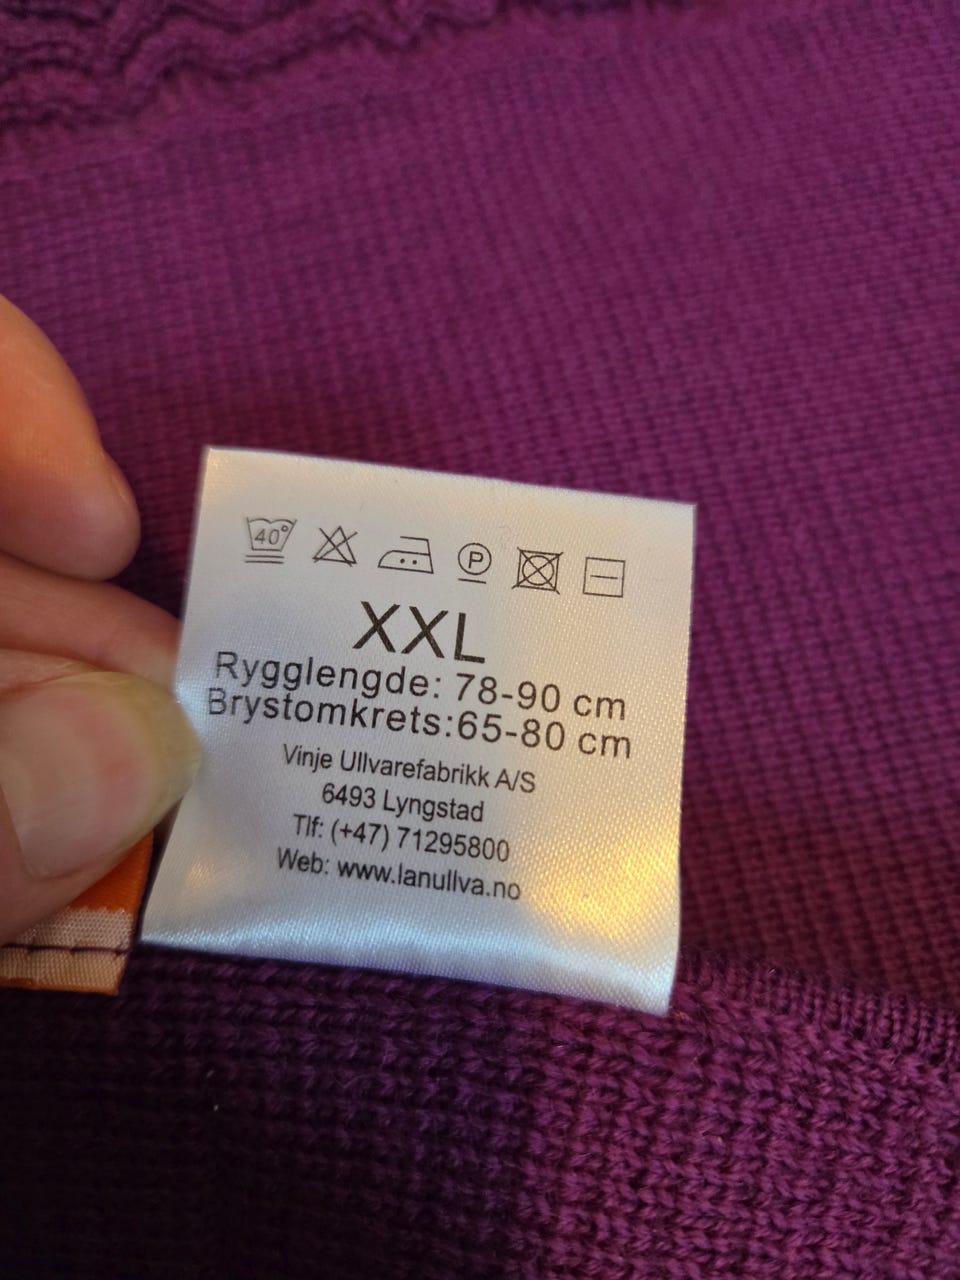 40°
P
XXL
Rygglengde: 78-90 cm
Brystomkrets:65-80 cm
Vinje Ullvarefabrikk A/S
6493 Lyngstad
Tlf: (+47) 71295800
Web: www.lanullva.no